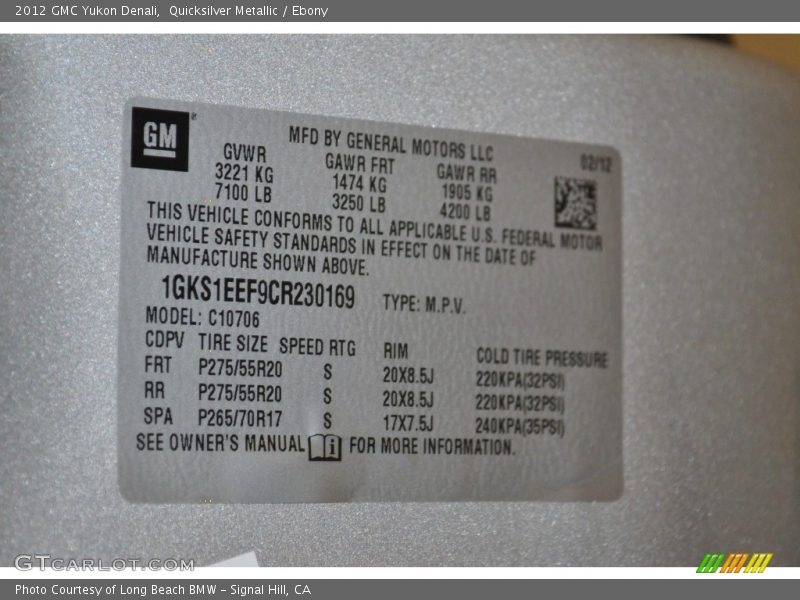 2012 GMC Yukon Denali,  Quicksilver Metallic / Ebony
GM
MFD BY GENERAL MOTORS LLC
02/12
GVWR GAWR FRT GAWR RR
3221 KG 1474 KG 1905 KG
7100 LB 3250 LB 4200 LB
THIS VEHICLE CONFORMS TO ALL APPLICABLE U.S. FEDERAL MOTOR
VEHICLE SAFETY STANDARDS IN EFFECT ON THE DATE OF
MANUFACTURE SHOWN ABOVE.
1GKS1EEF9CR230169 TYPE: M.P.V.
MODEL: C10706
CDPV TIRE SIZE SPEED RTG RIM COLD TIRE PRESSURE
FRT P275/55R20 S 20X8.5J 220KPA(32PSI)
RR P275/55R20 S 20X8.5J 220KPA(32PSI)
SPA P265/70R17 S 17X7.5J 240KPA(35PSI)
SEE OWNER'S MANUAL i FOR MORE INFORMATION.
GTCARLOT.COM
Photo Courtesy of Long Beach BMW - Signal Hill, CA